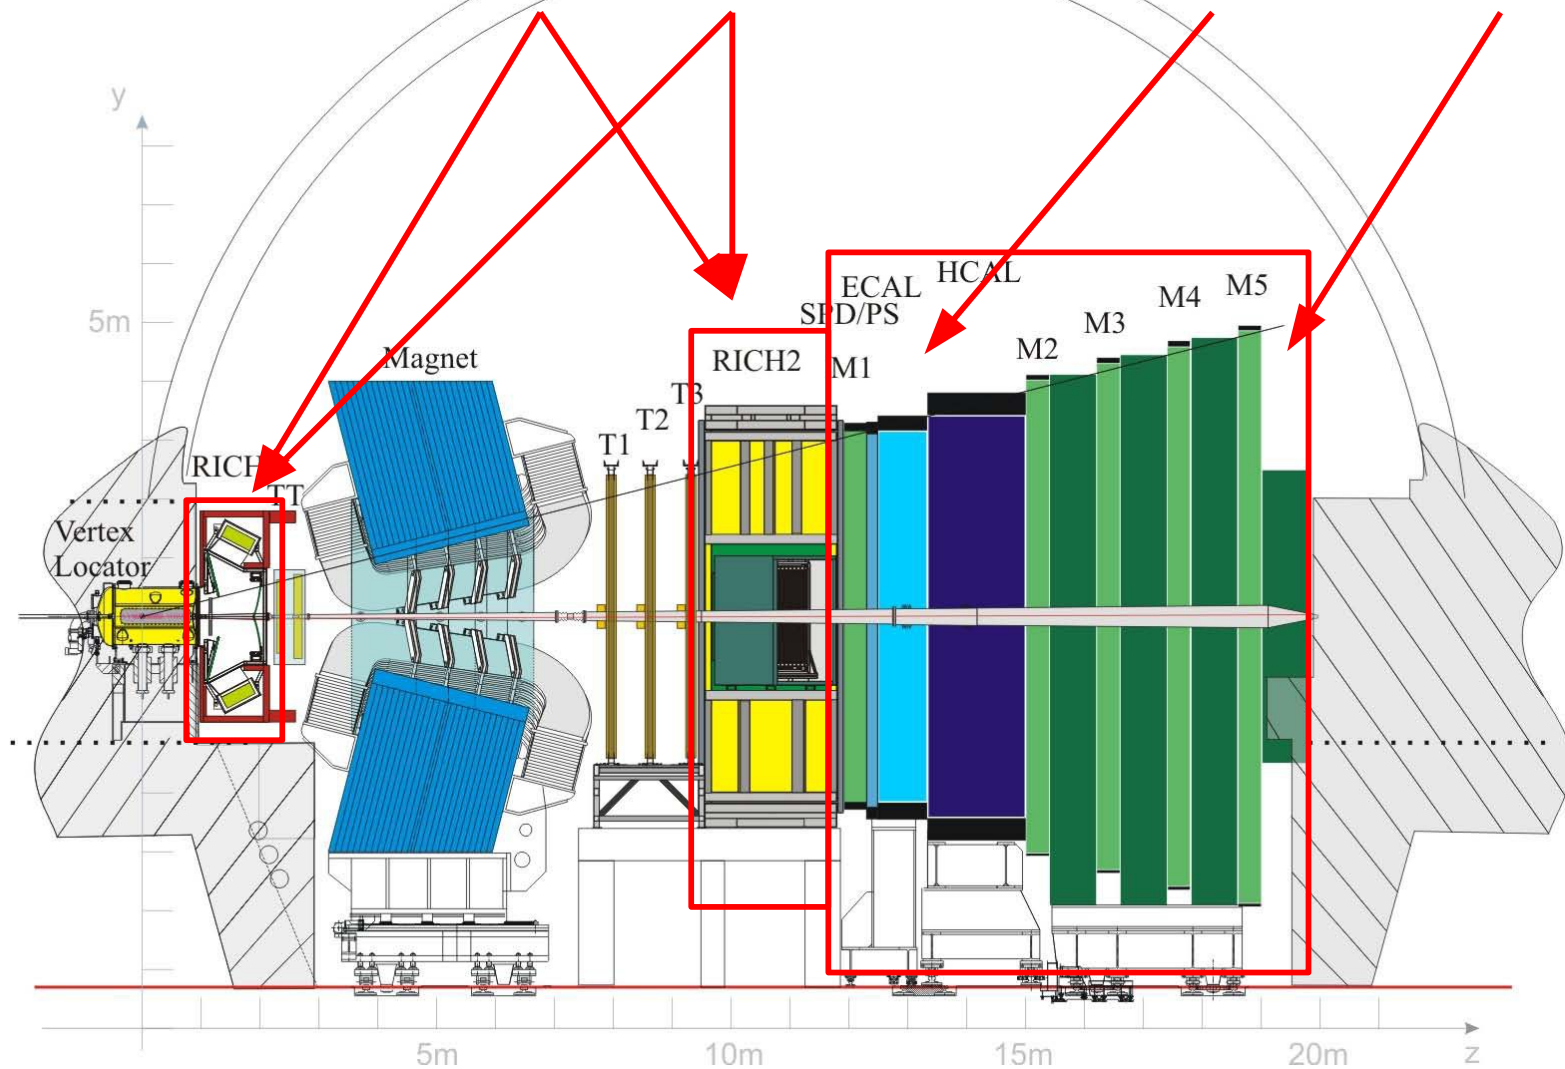 y
HCAL
ECAL
M5
M4
SPD/PS
5m
M3
M2
Magnet
RICH2
M1
T3
T2
T1
RICH
TT
Vertex
Locator
5m
10m
15m
20m
z